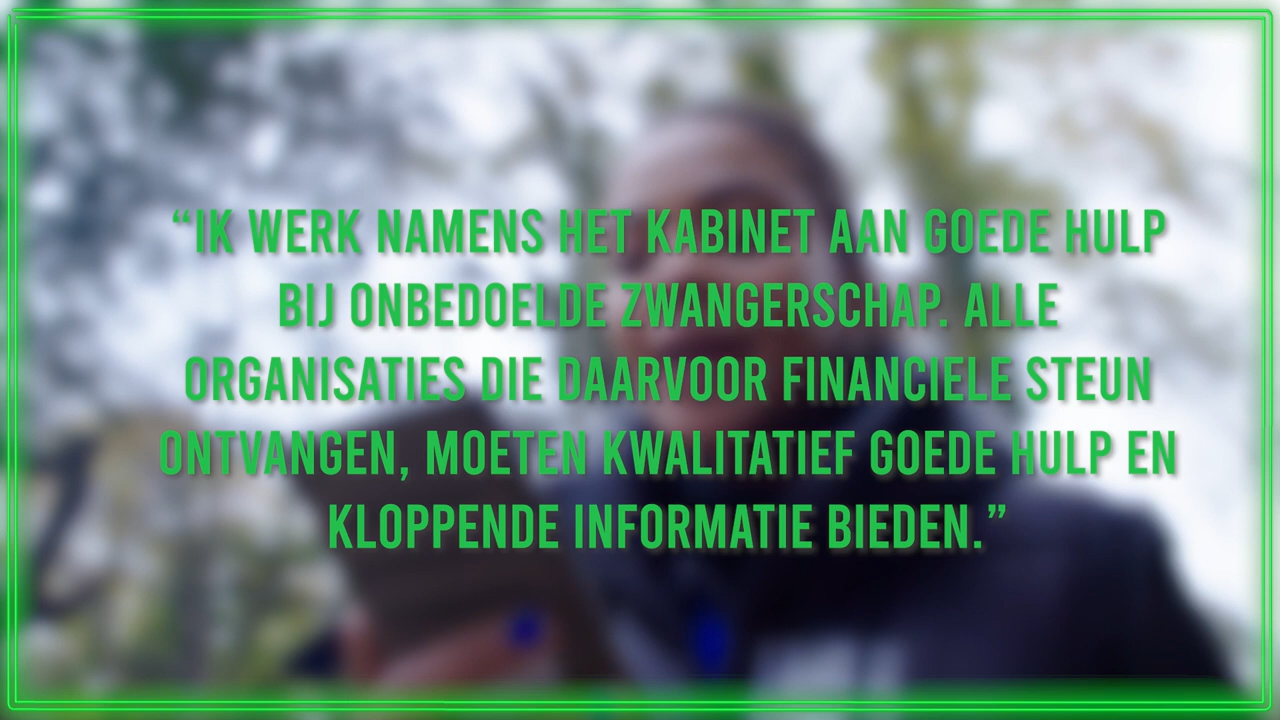 “IK WERK NAMENS HET KABINET AAN GOEDE HULP
BIJ ONBEDOELDE ZWANGERSCHAP. ALLE
ORGANISATIES DIE DAARVOOR FINANCIELE STEUN
ONTVANGEN, MOETEN KWALITATIEF GOEDE HULP EN
KLOPPENDE INFORMATIE BIEDEN.”